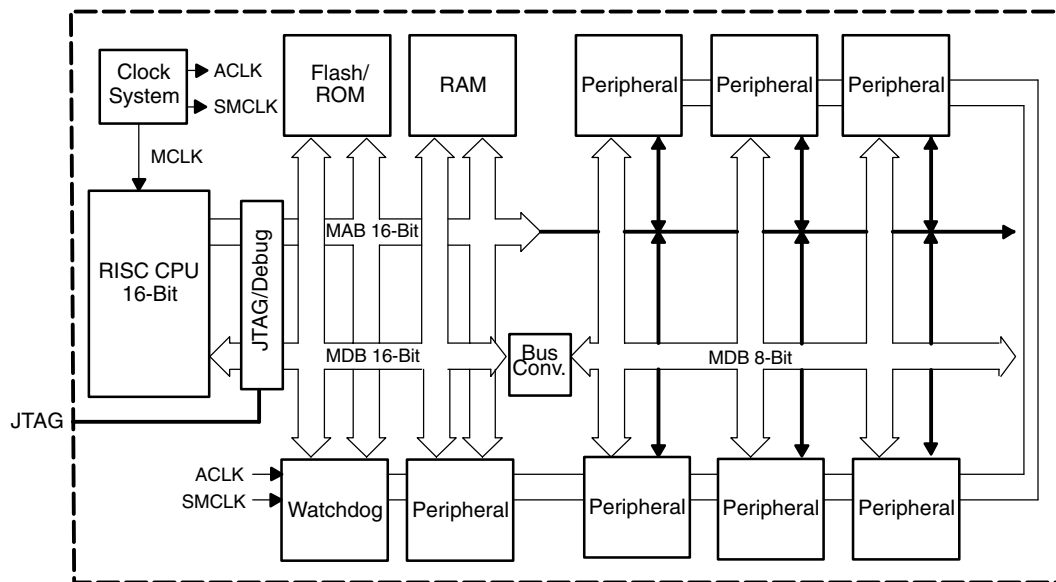 Clock
System
ACLK
SMCLK
MCLK
Flash/
ROM
RAM
Peripheral
Peripheral
Peripheral
RISC CPU
16-Bit
JTAG/Debug
MAB 16-Bit
MDB 16-Bit
Bus
Conv.
MDB 8-Bit
JTAG
ACLK
SMCLK
Watchdog
Peripheral
Peripheral
Peripheral
Peripheral